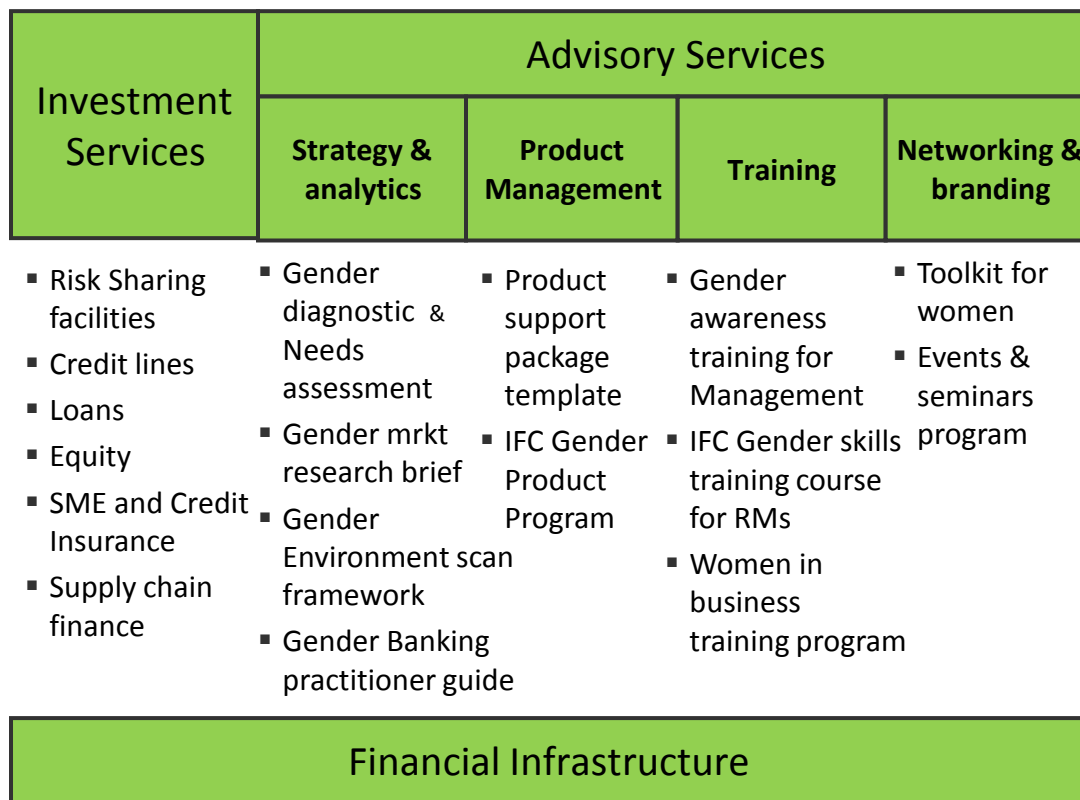 Investment
Services
Advisory Services
Strategy &
analytics
Product
Management
Training
Networking &
branding
▪ Risk Sharing
facilities
▪ Credit lines
▪ Loans
▪ Equity
▪ SME and Credit
Insurance
▪ Supply chain
finance
▪ Gender
diagnostic &
Needs
assessment
▪ Gender mrkt
research brief
▪ Gender
Environment scan
framework
▪ Gender Banking
practitioner guide
▪ Product
support
package
template
▪ IFC Gender
Product
Program
▪ Gender
awareness
training for
Management
▪ IFC Gender skills
training course
for RMs
▪ Women in
business
training program
▪ Toolkit for
women
▪ Events &
seminars
program
Financial Infrastructure